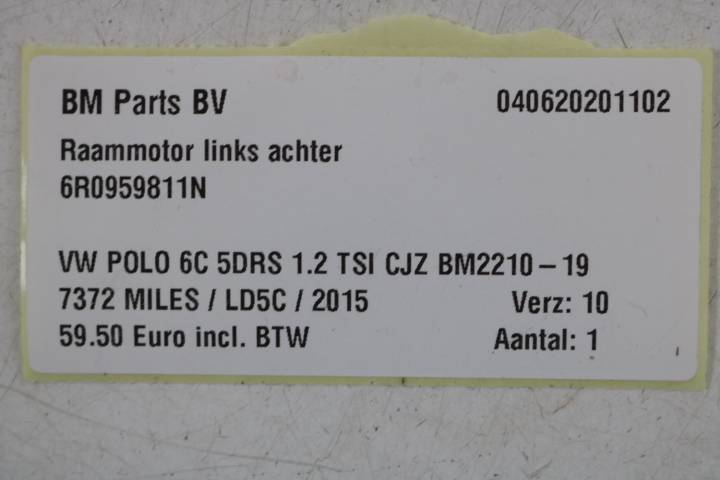 BM Parts BV 040620201102
Raammotor links achter
6R0959811N
VW POLO 6C 5DRS 1.2 TSI CJZ BM2210-19
7372 MILES / LD5C / 2015 Verz: 10
59.50 Euro incl. BTW Aantal: 1